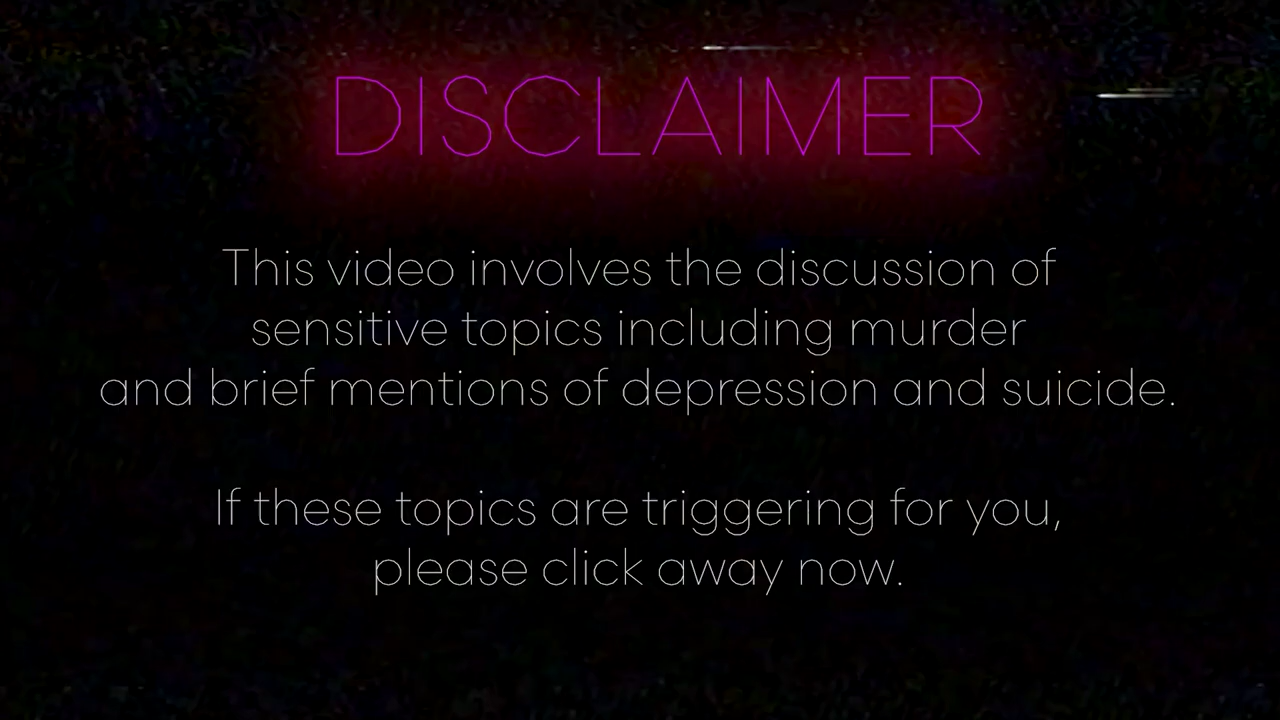 DISCLAIMER
This video involves the discussion of
sensitive topics including murder
and brief mentions of depression and suicide.
If these topics are triggering for you,
please click away now.